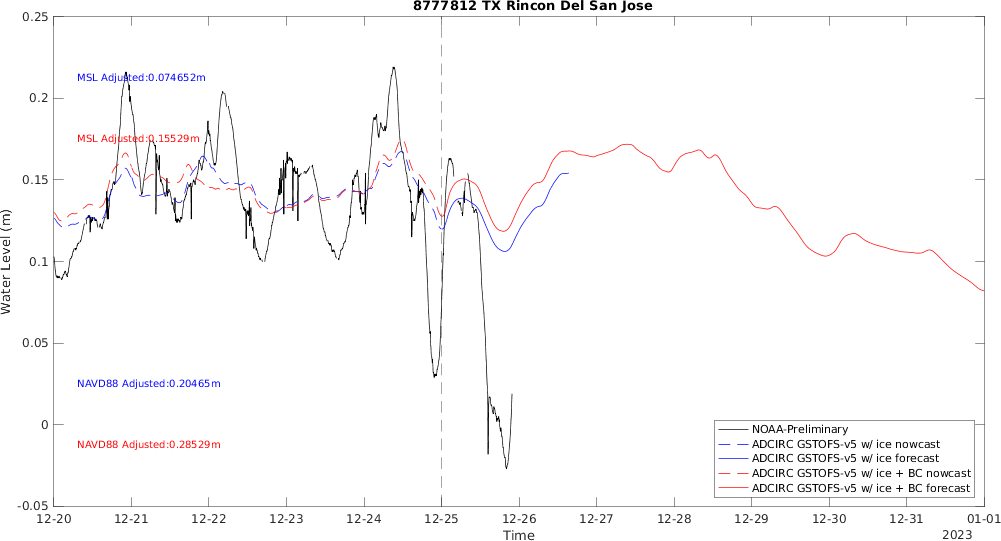 8777812 TX Rincon Del San Jose
0.25
0.2
0.15
0.1
0.05
0
-0.05
Water Level (m)
MSL Adjusted:0.074652m
MSL Adjusted:0.15529m
NAVD88 Adjusted:0.20465m
NAVD88 Adjusted:0.28529m
NOAA-Preliminary
ADCIRC GSTOFS-v5 w/ ice nowcast
ADCIRC GSTOFS-v5 w/ ice forecast
ADCIRC GSTOFS-v5 w/ ice + BC nowcast
ADCIRC GSTOFS-v5 w/ ice + BC forecast
12-20 12-21 12-22 12-23 12-24 12-25 12-26 12-27 12-28 12-29 12-30 12-31 01-01
Time
2023